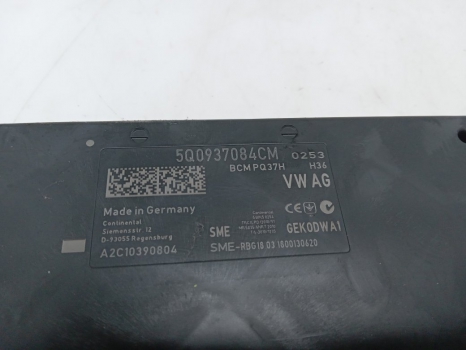 5Q0937084CM 0253
BCM PQ37H H36
VW AG
Made in Germany
Continental
Siemensstr. 12
D-93055 Regensburg
A2C10390804
SME
GEKODWA1
SME-RBG18 03 1800130620